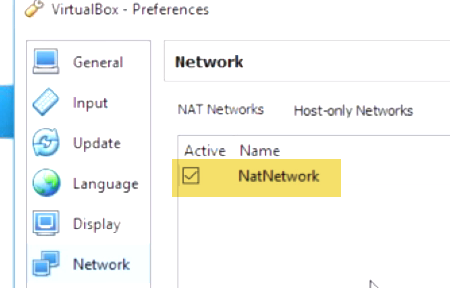 VirtualBox - Preferences
General
Input
Update
Language
Display
Network
Network
NAT Networks Host-only Networks
Active Name
NatNetwork